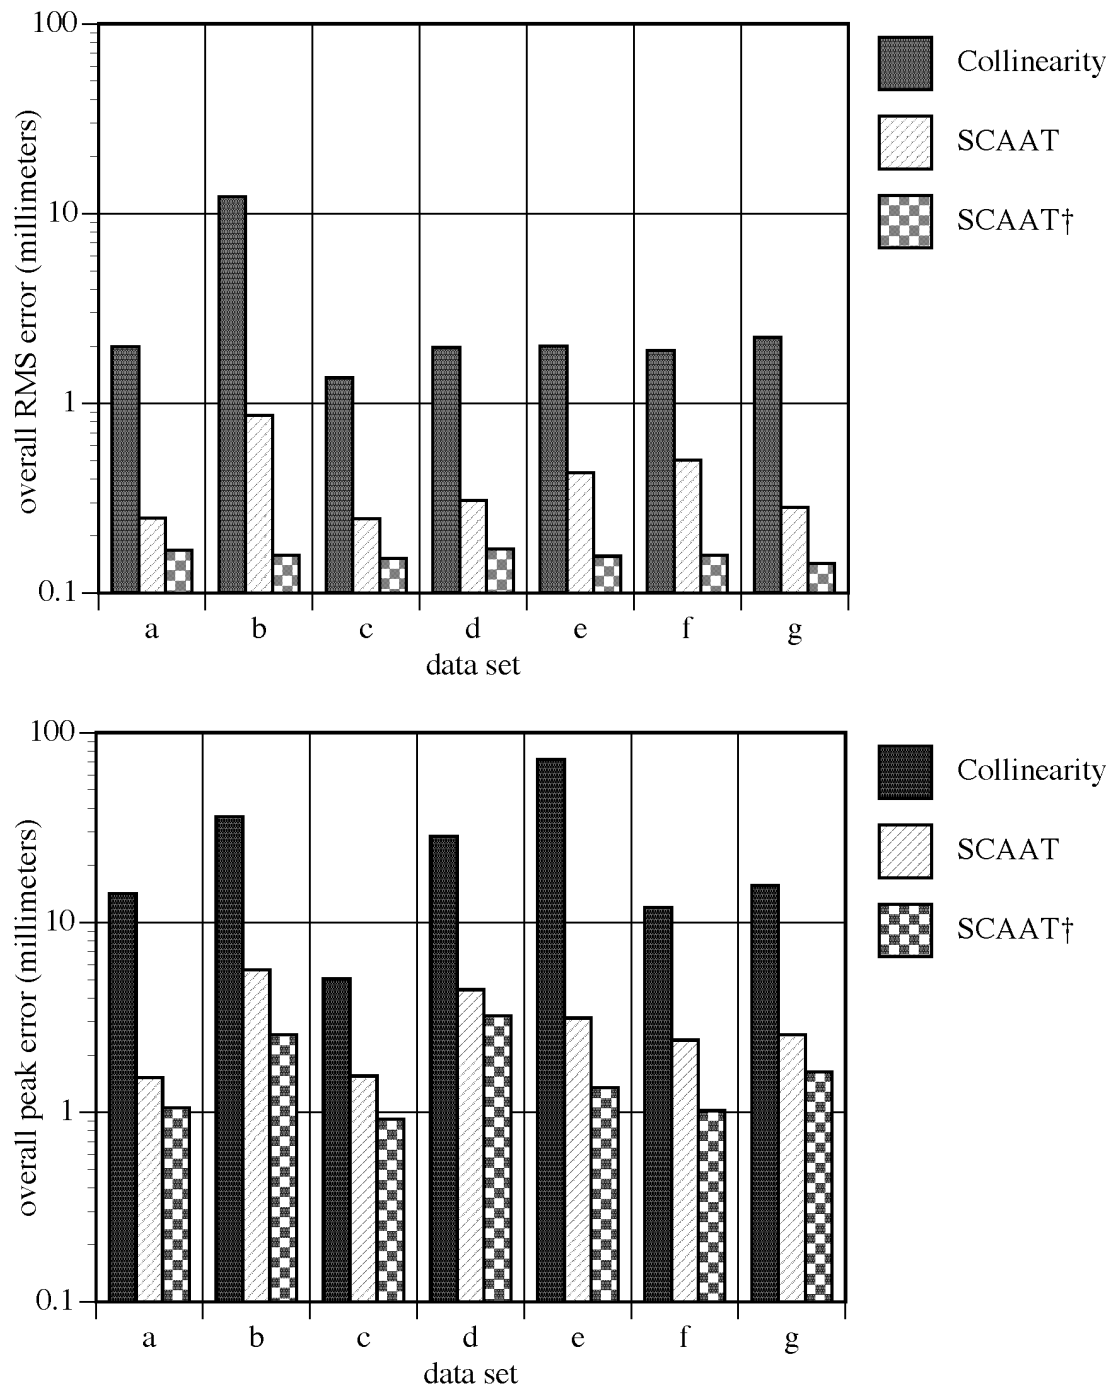 100
10
1
0.1
overall RMS error (millimeters)
a b c d e f g
data set
Collinearity
SCAAT
SCAAT†
100
10
1
0.1
overall peak error (millimeters)
a b c d e f g
data set
Collinearity
SCAAT
SCAAT†